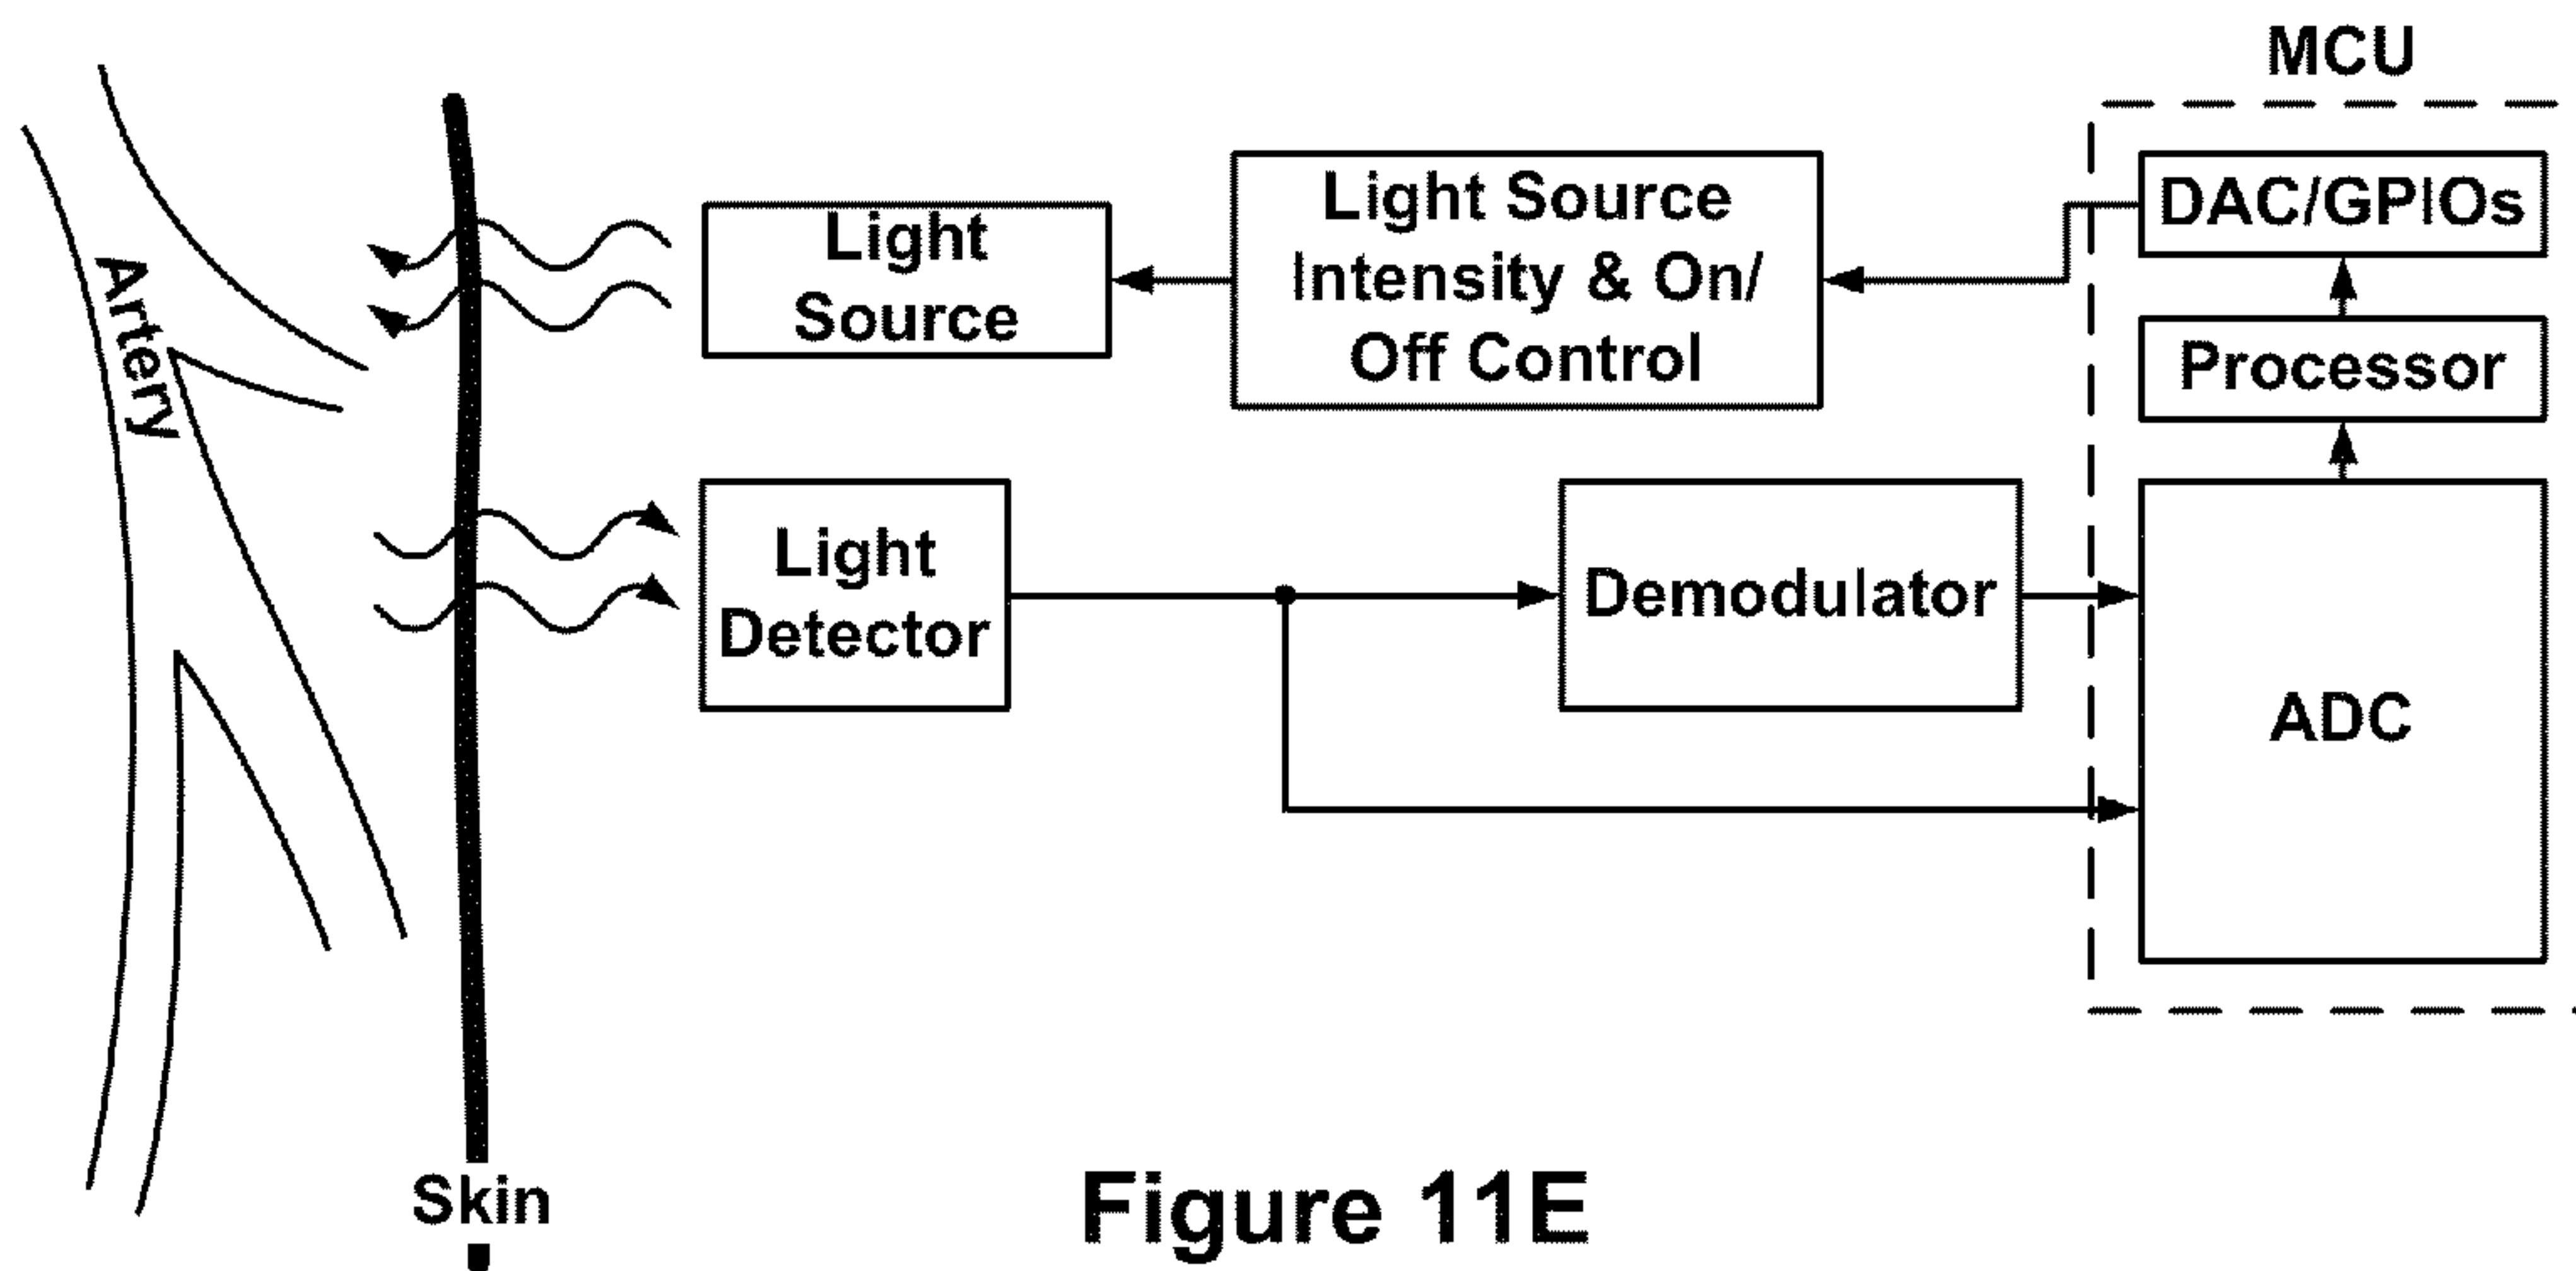 MCU
Artery
Light
Source
Light Source
Intensity & On/
Off Control
DAC/GPIOs
Processor
Light
Detector
Demodulator
ADC
Skin
Figure 11E